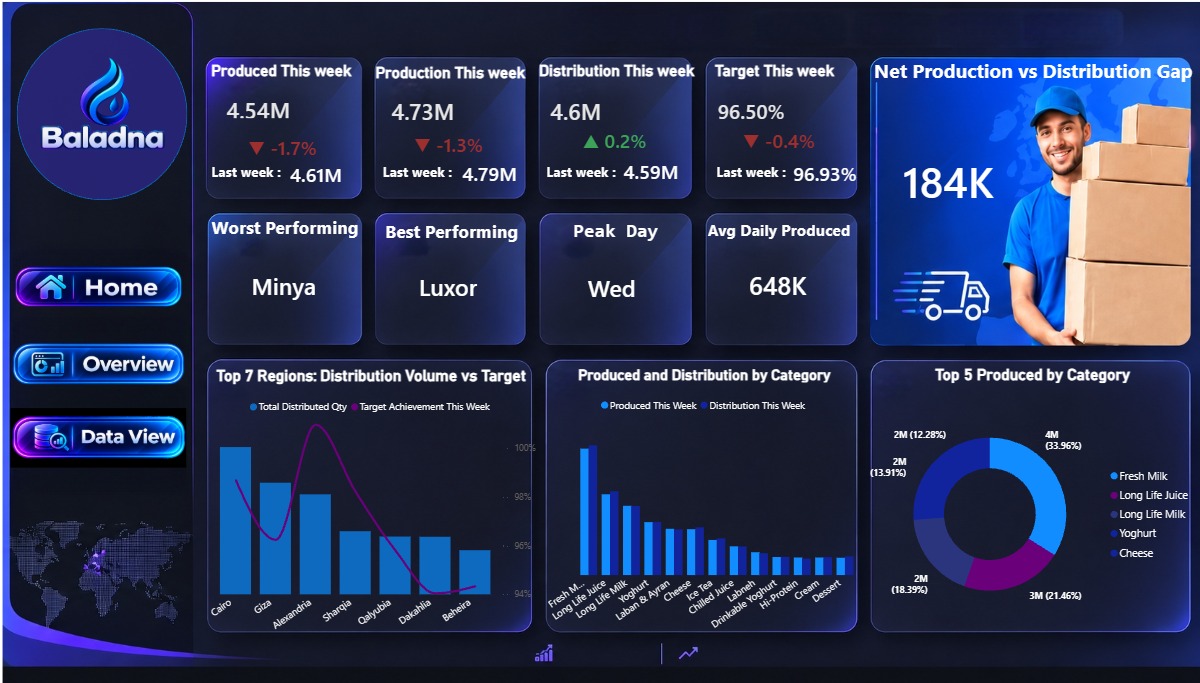 Baladna
Home
Overview
Data View
Produced This week
4.54M
▼ -1.7%
Last week : 4.61M
Production This week
4.73M
▼ -1.3%
Last week : 4.79M
Distribution This week
4.6M
▲ 0.2%
Last week : 4.59M
Target This week
96.50%
▼ -0.4%
Last week : 96.93%
Net Production vs Distribution Gap
184K
Worst Performing
Minya
Best Performing
Luxor
Peak Day
Wed
Avg Daily Produced
648K
Top 7 Regions: Distribution Volume vs Target
Total Distributed Qty Target Achievement This Week
100%
98%
96%
94%
Cairo
Giza
Alexandria
Sharqia
Qalyubia
Dakahlia
Beheira
Produced and Distribution by Category
Produced This Week Distribution This Week
Fresh M...
Long Life Juice
Long Life Milk
Yoghurt
Laban & Ayran
Cheese
Ice Tea
Chilled Juice
Labneh
Drinkable Yoghurt
Hi-Protein
Cream
Dessert
Top 5 Produced by Category
2M (12.28%)
4M
(33.96%)
2M
(13.91%)
2M
(18.39%)
3M (21.46%)
Fresh Milk
Long Life Juice
Long Life Milk
Yoghurt
Cheese